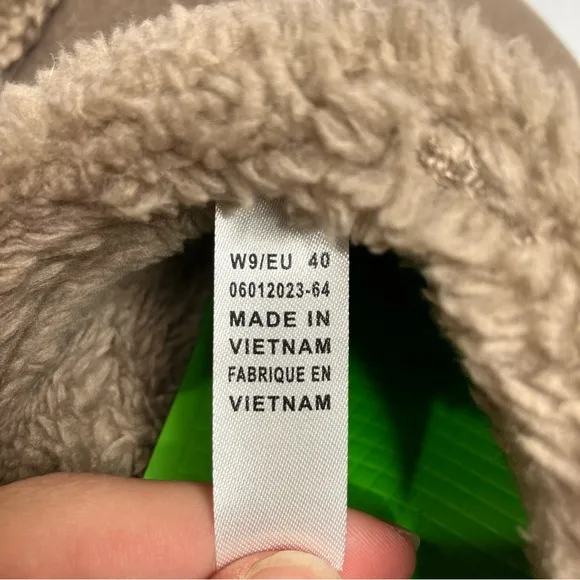 W9/EU 40
06012023-64
MADE IN
VIETNAM
FABRIQUE EN
VIETNAM